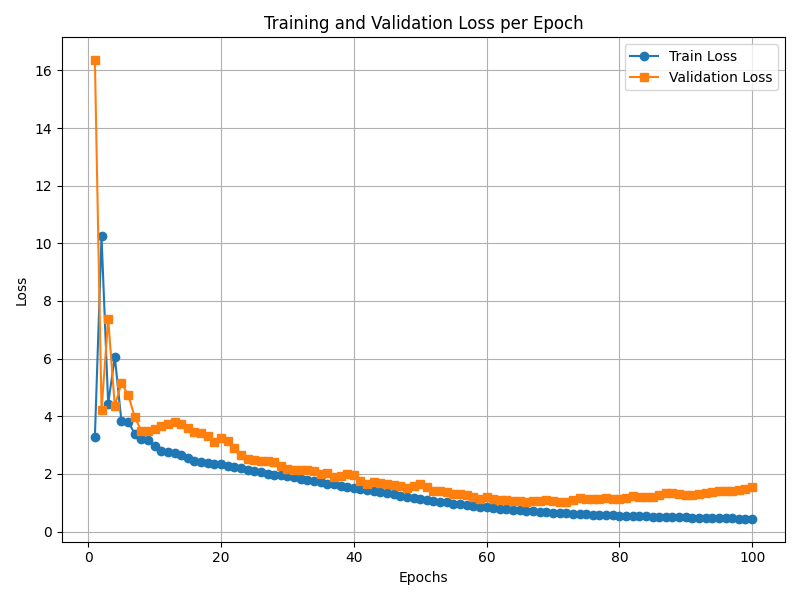 Training and Validation Loss per Epoch
Train Loss
Validation Loss
Loss
16
14
12
10
8
6
4
2
0
0 20 40 60 80 100
Epochs